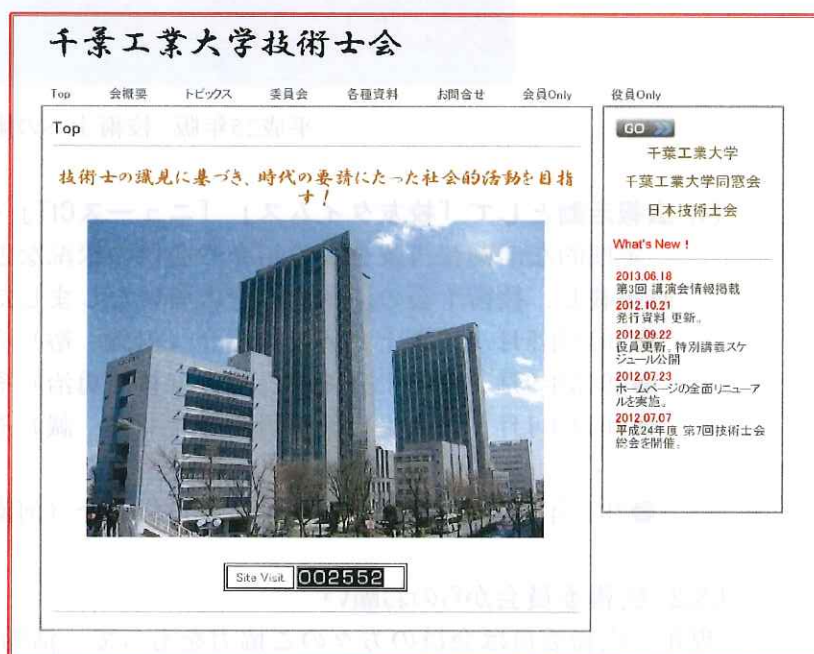 千葉工業大学技術士会
Top 会概要 トピックス 委員会 各種資料 お問合せ 会員Only 役員Only
Top
技術士の識見に基づき、時代の要請にたった社会的活動を目指
す!
Site Visit 002552
GO
千葉工業大学
千葉工業大学同窓会
日本技術士会
What's New !
2013.06.18
第3回 講演会情報掲載
2012.10.21
発行資料 更新。
2012.09.22
役員更新。特別講義スケ
ジュール公開
2012.07.23
ホームページの全面リニューア
ルを実施。
2012.07.07
平成24年度 第7回技術士会
総会を開催。